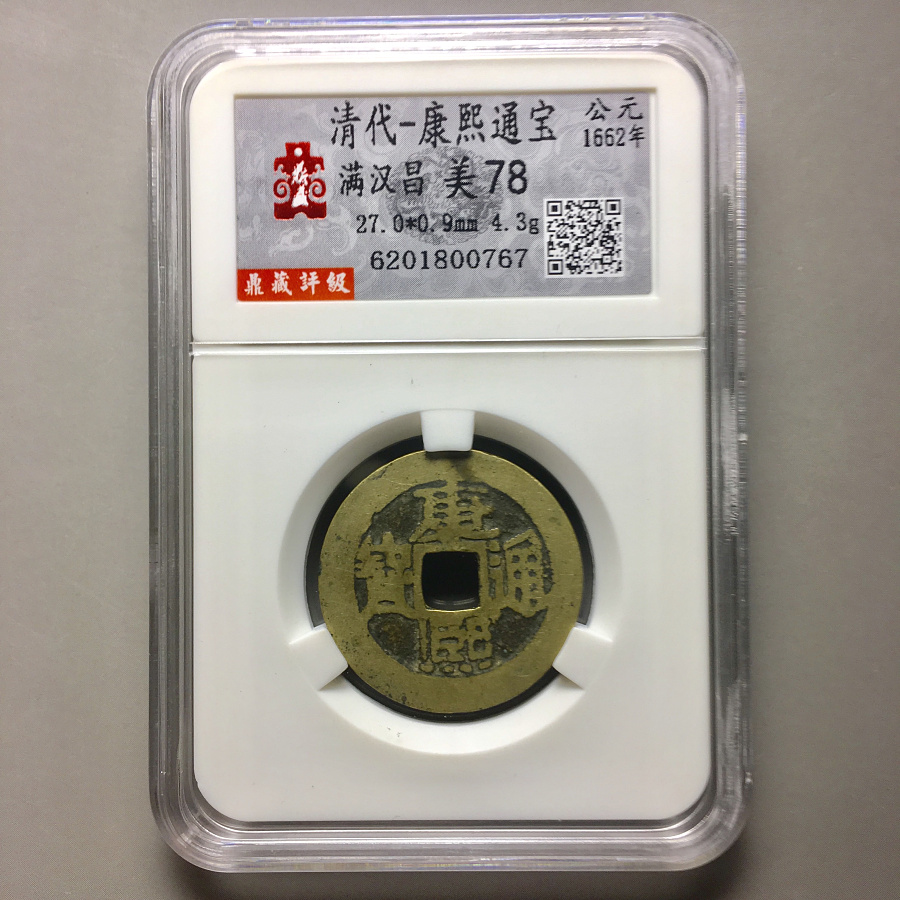 清代-康熙通宝
公元
1662年
满汉昌 美78
27.0*0.9mm 4.3g
6201800767
鼎藏評級
康熙通寶